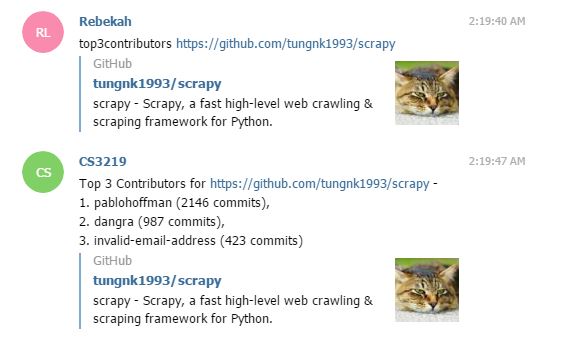 RL
Rebekah
2:19:40 AM
top3contributors https://github.com/tungnk1993/scrapy
GitHub
tungnk1993/scrapy
scrapy - Scrapy, a fast high-level web crawling &
scraping framework for Python.
CS
CS3219
2:19:47 AM
Top 3 Contributors for https://github.com/tungnk1993/scrapy -
1. pablohoffman (2146 commits),
2. dangra (987 commits),
3. invalid-email-address (423 commits)
GitHub
tungnk1993/scrapy
scrapy - Scrapy, a fast high-level web crawling &
scraping framework for Python.